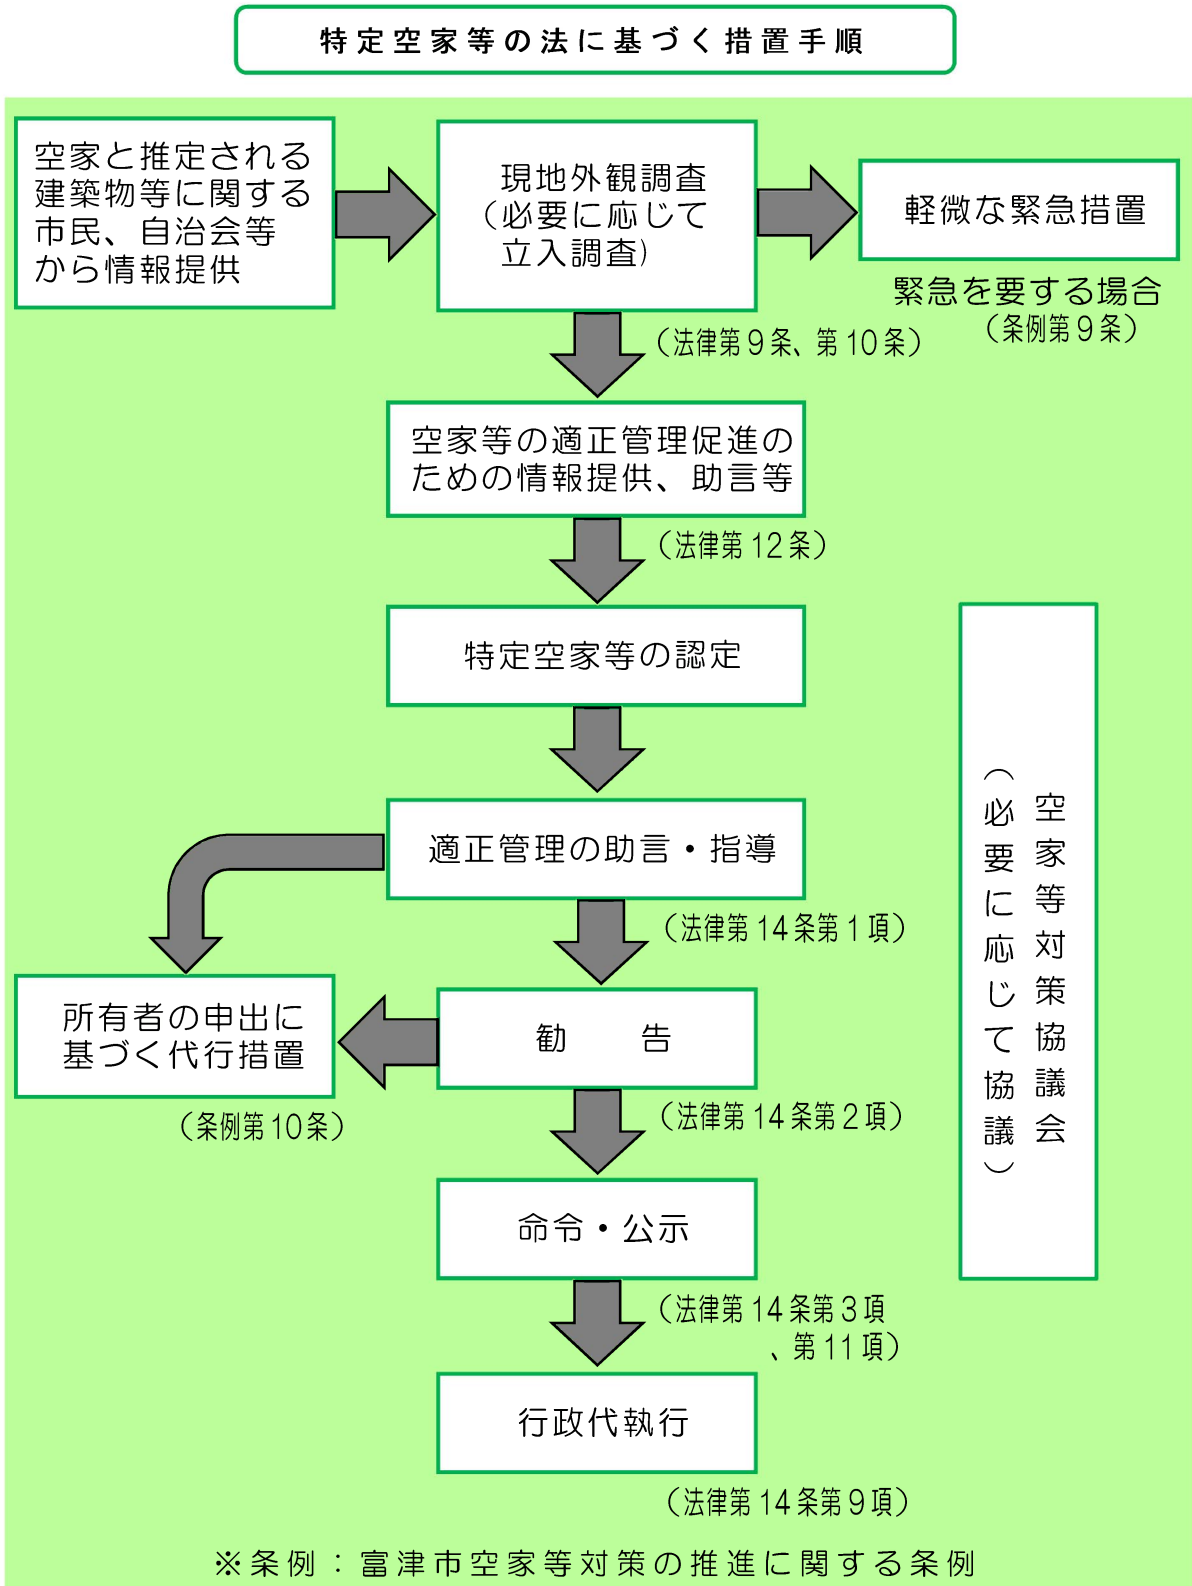 特定空家等の法に基づく措置手順
空家と推定される
建築物等に関する
市民、自治会等
から情報提供
現地外観調査
（必要に応じて
立入調査）
軽微な緊急措置
緊急を要する場合
（条例第９条）
（法律第９条、第１０条）
空家等の適正管理促進の
ための情報提供、助言等
（法律第１２条）
特定空家等の認定
適正管理の助言・指導
（法律第１４条第１項）
所有者の申出に
基づく代行措置
（条例第１０条）
勧　告
（法律第１４条第２項）
命令・公示
（法律第１４条第３項
、第１１項）
行政代執行
（法律第１４条第９項）
空家等対策協議会
（必要に応じて協議）
※条例：富津市空家等対策の推進に関する条例